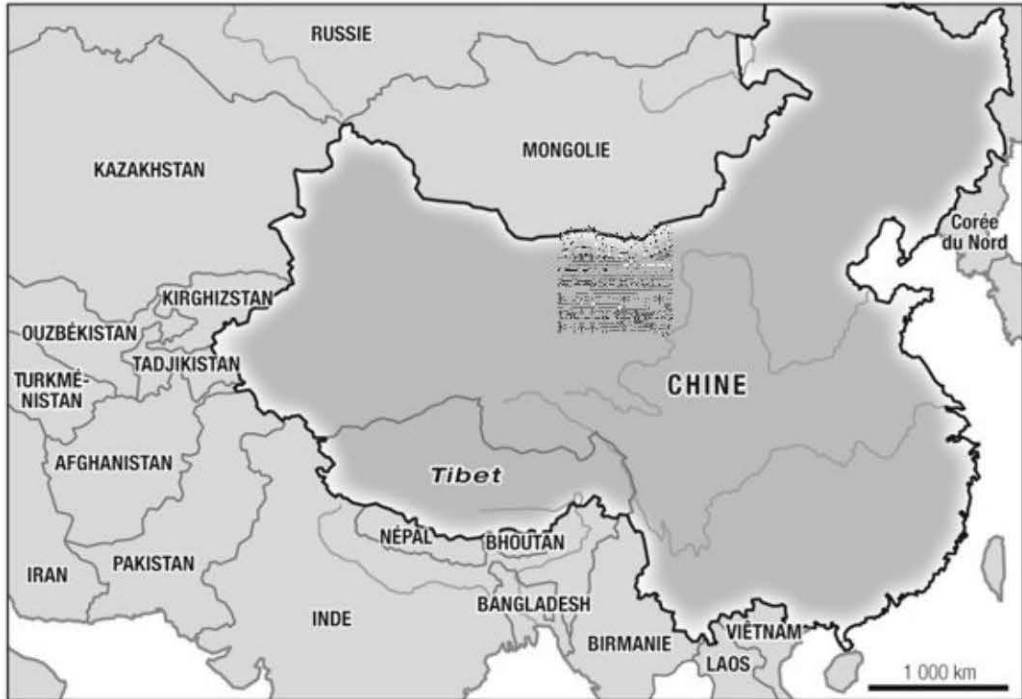 RUSSIE
MONGOLIE
KAZAKHSTAN
Corée
du Nord
KIRGHIZSTAN
OUZBÉKISTAN
TADJIKISTAN
TURKMÉ-
NISTAN
CHINE
AFGHANISTAN
Tibet
NÉPAL
BHOUTAN
PAKISTAN
IRAN
BANGLADESH
INDE
BIRMANIE
VIÊTNAM
LAOS
1 000 km